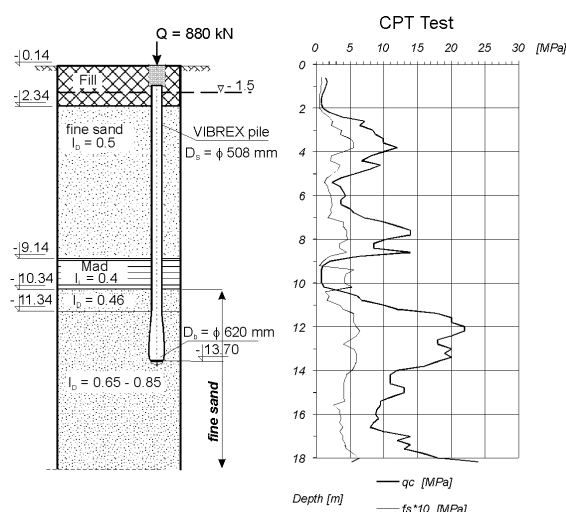 Q = 880 kN
-0.14
Fill
-1.5
-2.34
fine sand
I_D = 0.5
VIBREX pile
D_S = ϕ 508 mm
-9.14
Mad
-10.34
I_L = 0.4
-11.34
I_D = 0.46
D_b = ϕ 620 mm
-13.70
I_D = 0.65 - 0.85
fine sand
CPT Test
0 5 10 15 20 25 30 [MPa]
0
2
4
6
8
10
12
14
16
18
Depth [m]
qc [MPa]
fs*10 [MPa]